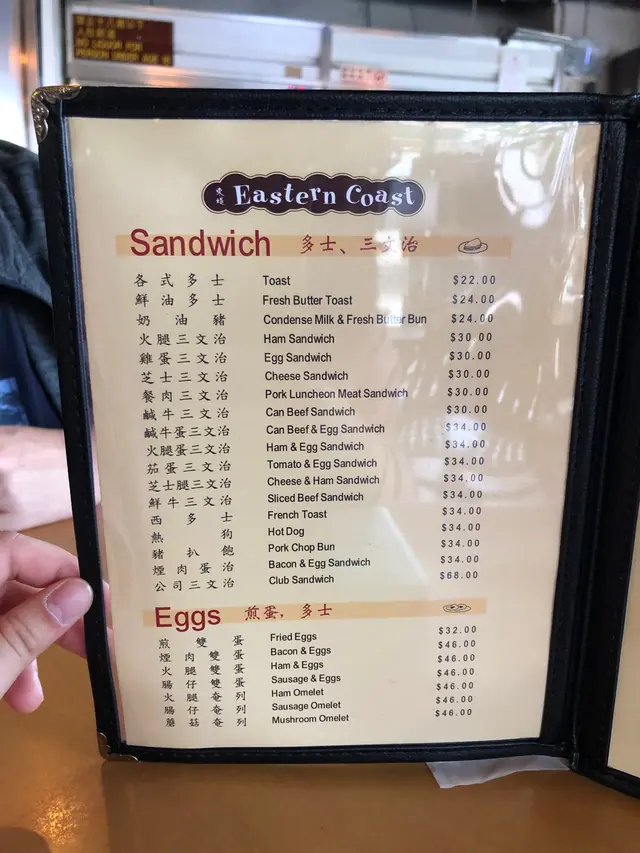 NO LIQUOR FOR
PERSON UNDER AGE 18
東岸 Eastern Coast
Sandwich 多士、三文治
各式多士 Toast $22.00
鮮油多士 Fresh Butter Toast $24.00
奶油豬 Condense Milk & Fresh Butter Bun $24.00
火腿三文治 Ham Sandwich $30.00
雞蛋三文治 Egg Sandwich $30.00
芝士三文治 Cheese Sandwich $30.00
餐肉三文治 Pork Luncheon Meat Sandwich $30.00
鹹牛三文治 Can Beef Sandwich $30.00
鹹牛蛋三文治 Can Beef & Egg Sandwich $34.00
火腿蛋三文治 Ham & Egg Sandwich $34.00
茄蛋三文治 Tomato & Egg Sandwich $34.00
芝士腿三文治 Cheese & Ham Sandwich $34.00
鮮牛三文治 Sliced Beef Sandwich $34.00
西多士 French Toast $34.00
熱狗 Hot Dog $34.00
豬扒飽 Pork Chop Bun $34.00
煙肉蛋治 Bacon & Egg Sandwich $34.00
公司三文治 Club Sandwich $68.00
Eggs 煎蛋，多士
煎雙蛋 Fried Eggs $32.00
煙肉雙蛋 Bacon & Eggs $46.00
火腿雙蛋 Ham & Eggs $46.00
腸仔雙蛋 Sausage & Eggs $46.00
火腿奄列 Ham Omelet $46.00
腸仔奄列 Sausage Omelet $46.00
蘑菇奄列 Mushroom Omelet $46.00